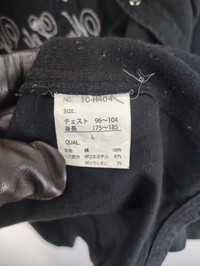 NO. 10-H404
SIZE.
チェスト 96〜104
身長 175〜185
L
QUAL.
綿 100%
ポリエステル 97%
ポリウレタン 3%